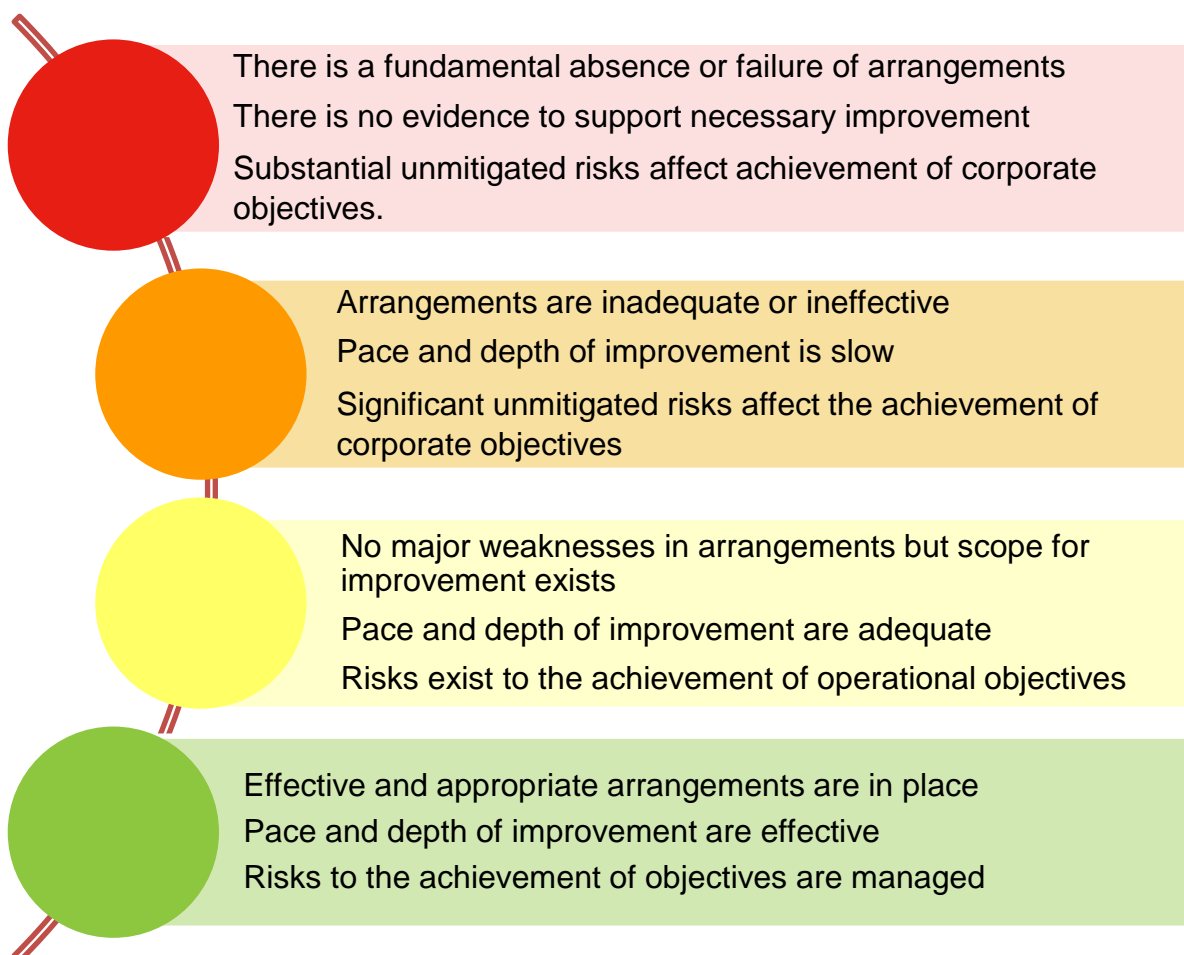 There is a fundamental absence or failure of arrangements
There is no evidence to support necessary improvement
Substantial unmitigated risks affect achievement of corporate
objectives.
Arrangements are inadequate or ineffective
Pace and depth of improvement is slow
Significant unmitigated risks affect the achievement of
corporate objectives
No major weaknesses in arrangements but scope for
improvement exists
Pace and depth of improvement are adequate
Risks exist to the achievement of operational objectives
Effective and appropriate arrangements are in place
Pace and depth of improvement are effective
Risks to the achievement of objectives are managed